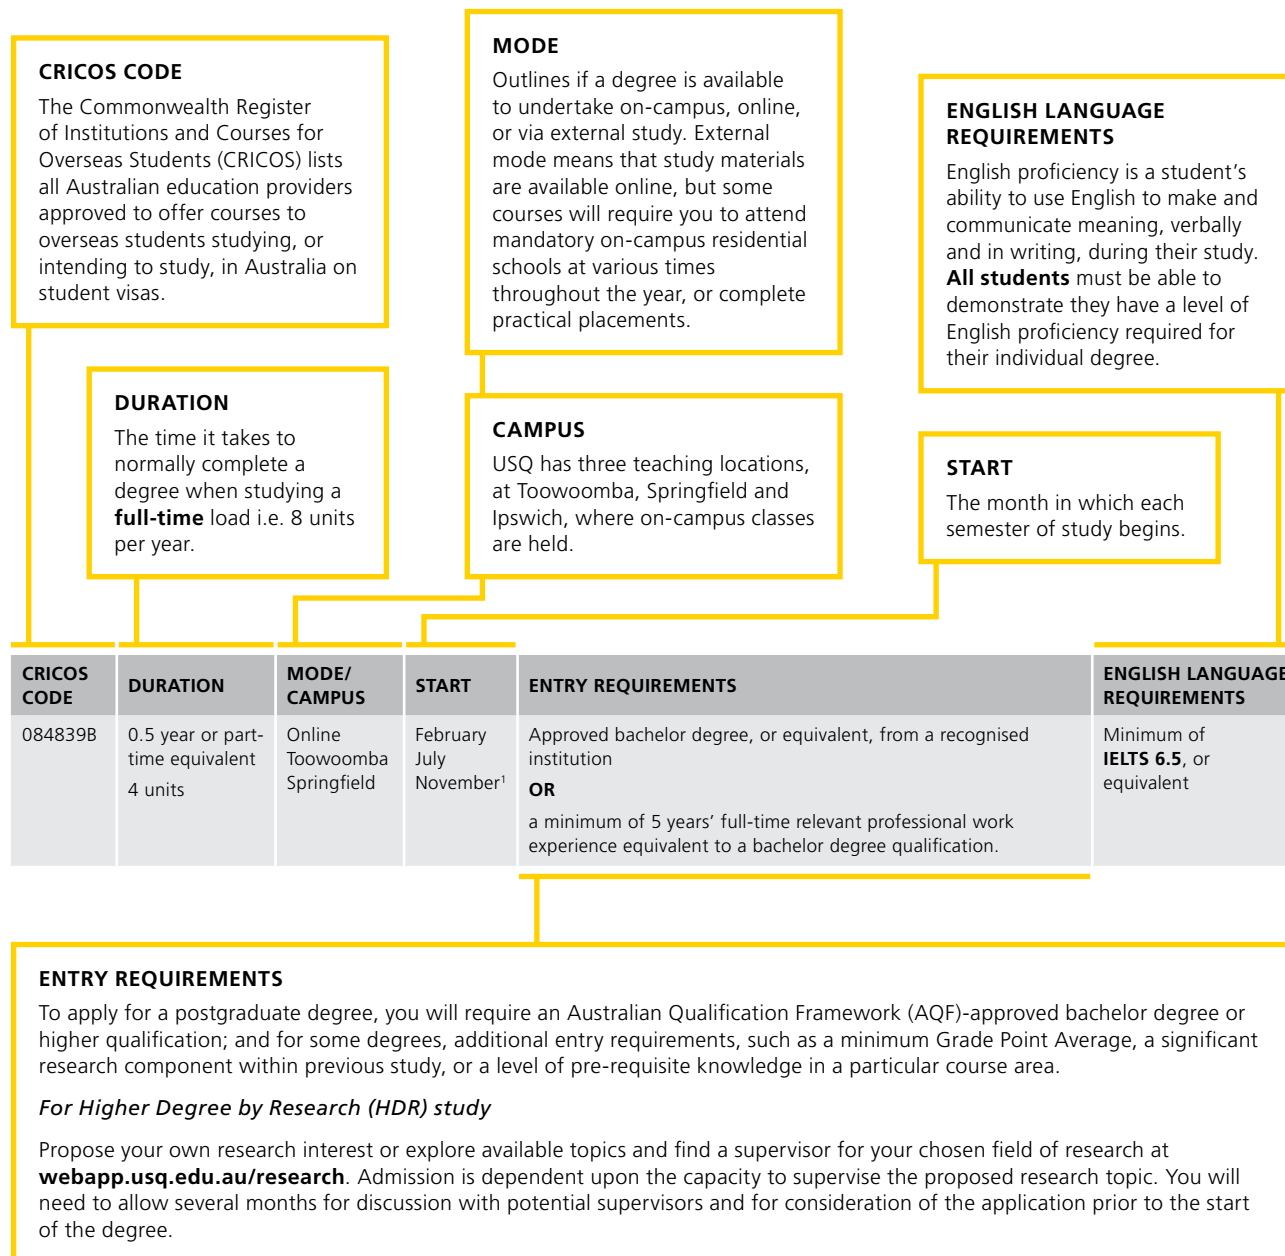 CRICOS CODE
The Commonwealth Register
of Institutions and Courses for
Overseas Students (CRICOS) lists
all Australian education providers
approved to offer courses to
overseas students studying, or
intending to study, in Australia on
student visas.
MODE
Outlines if a degree is available
to undertake on-campus, online,
or via external study. External
mode means that study materials
are available online, but some
courses will require you to attend
mandatory on-campus residential
schools at various times
throughout the year, or complete
practical placements.
ENGLISH LANGUAGE
REQUIREMENTS
English proficiency is a student’s
ability to use English to make and
communicate meaning, verbally
and in writing, during their study.
All students must be able to
demonstrate they have a level of
English proficiency required for
their individual degree.
DURATION
The time it takes to
normally complete a
degree when studying a
full-time load i.e. 8 units
per year.
CAMPUS
USQ has three teaching locations,
at Toowoomba, Springfield and
Ipswich, where on-campus classes
are held.
START
The month in which each
semester of study begins.
CRICOS
CODE
DURATION
MODE/
CAMPUS
START
ENTRY REQUIREMENTS
ENGLISH LANGUAGE
REQUIREMENTS
084839B
0.5 year or part-
time equivalent
4 units
Online
Toowoomba
Springfield
February
July
November¹
Approved bachelor degree, or equivalent, from a recognised
institution
OR
a minimum of 5 years’ full-time relevant professional work
experience equivalent to a bachelor degree qualification.
Minimum of
IELTS 6.5, or
equivalent
ENTRY REQUIREMENTS
To apply for a postgraduate degree, you will require an Australian Qualification Framework (AQF)-approved bachelor degree or
higher qualification; and for some degrees, additional entry requirements, such as a minimum Grade Point Average, a significant
research component within previous study, or a level of pre-requisite knowledge in a particular course area.
For Higher Degree by Research (HDR) study
Propose your own research interest or explore available topics and find a supervisor for your chosen field of research at
webapp.usq.edu.au/research. Admission is dependent upon the capacity to supervise the proposed research topic. You will
need to allow several months for discussion with potential supervisors and for consideration of the application prior to the start
of the degree.